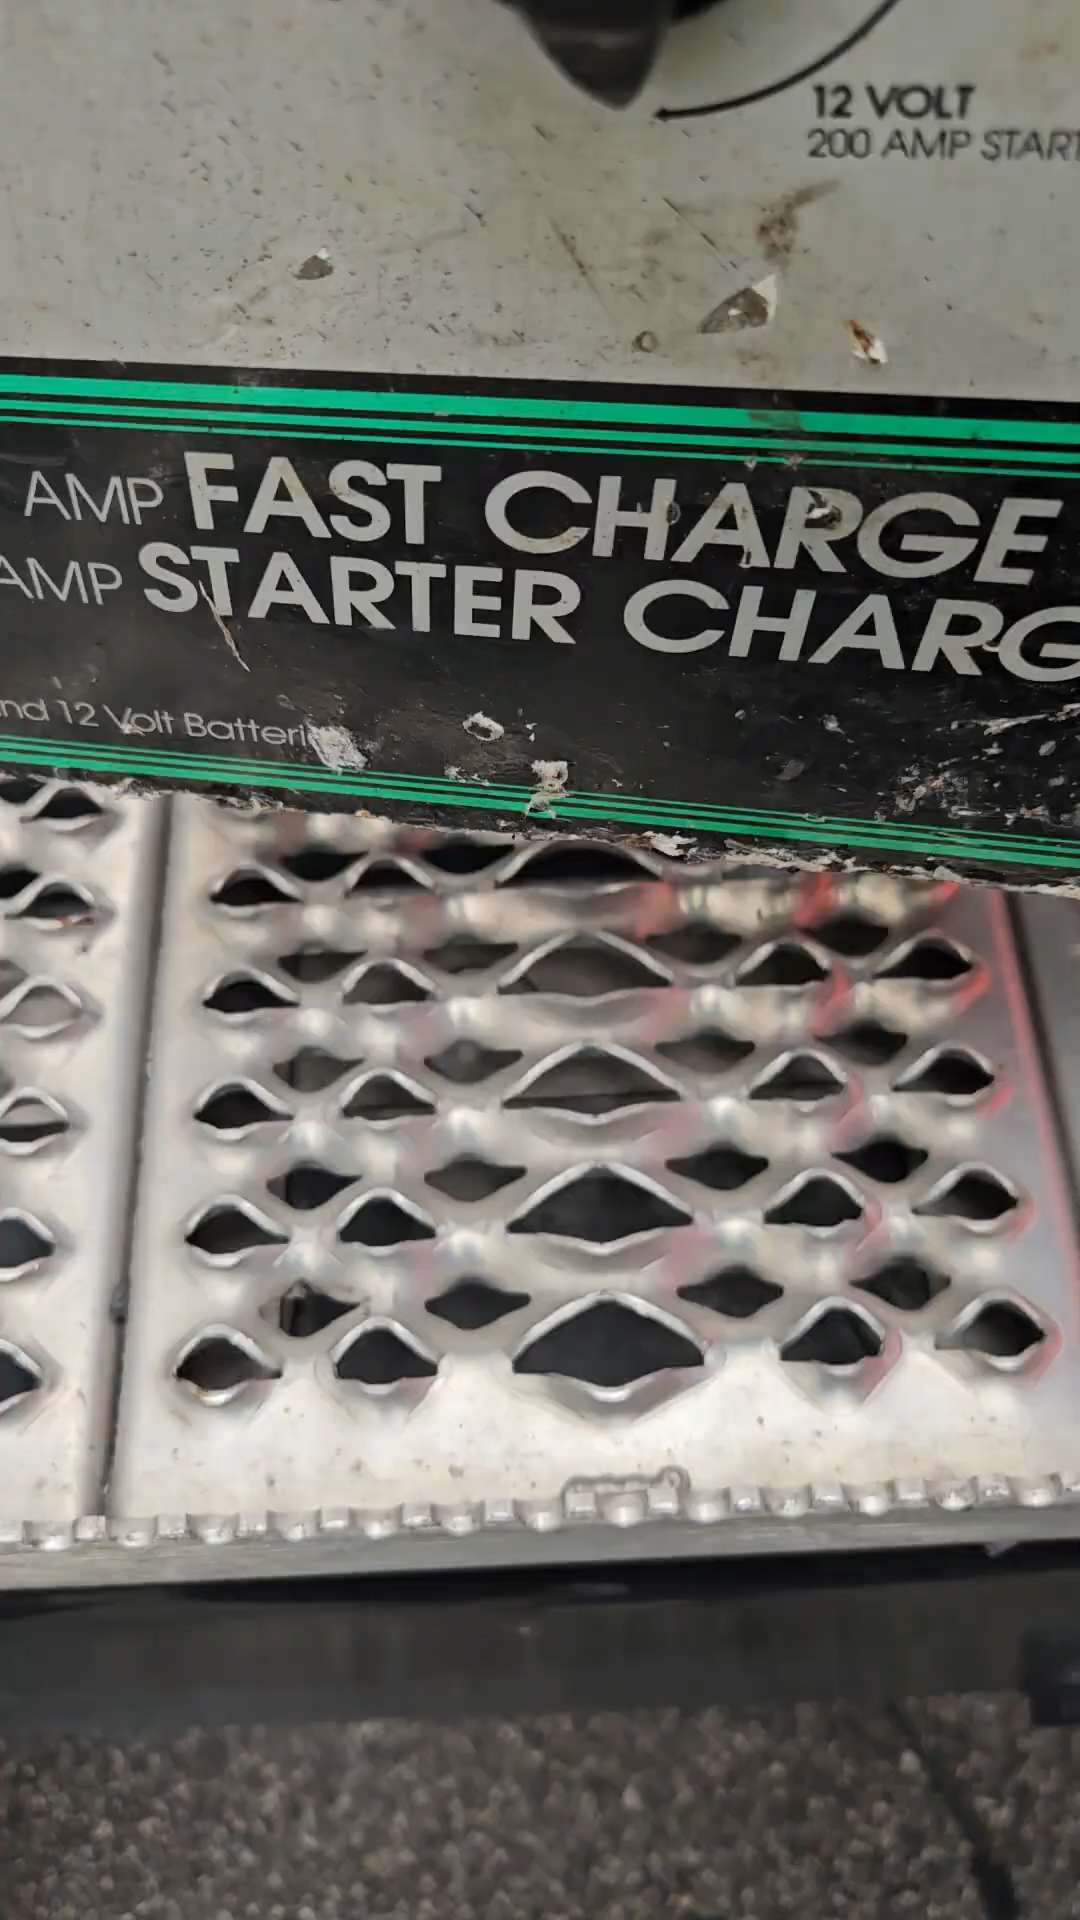 12 VOLT
200 AMP START
AMP FAST CHARGE
AMP STARTER CHARG
nd 12 Volt Batteri